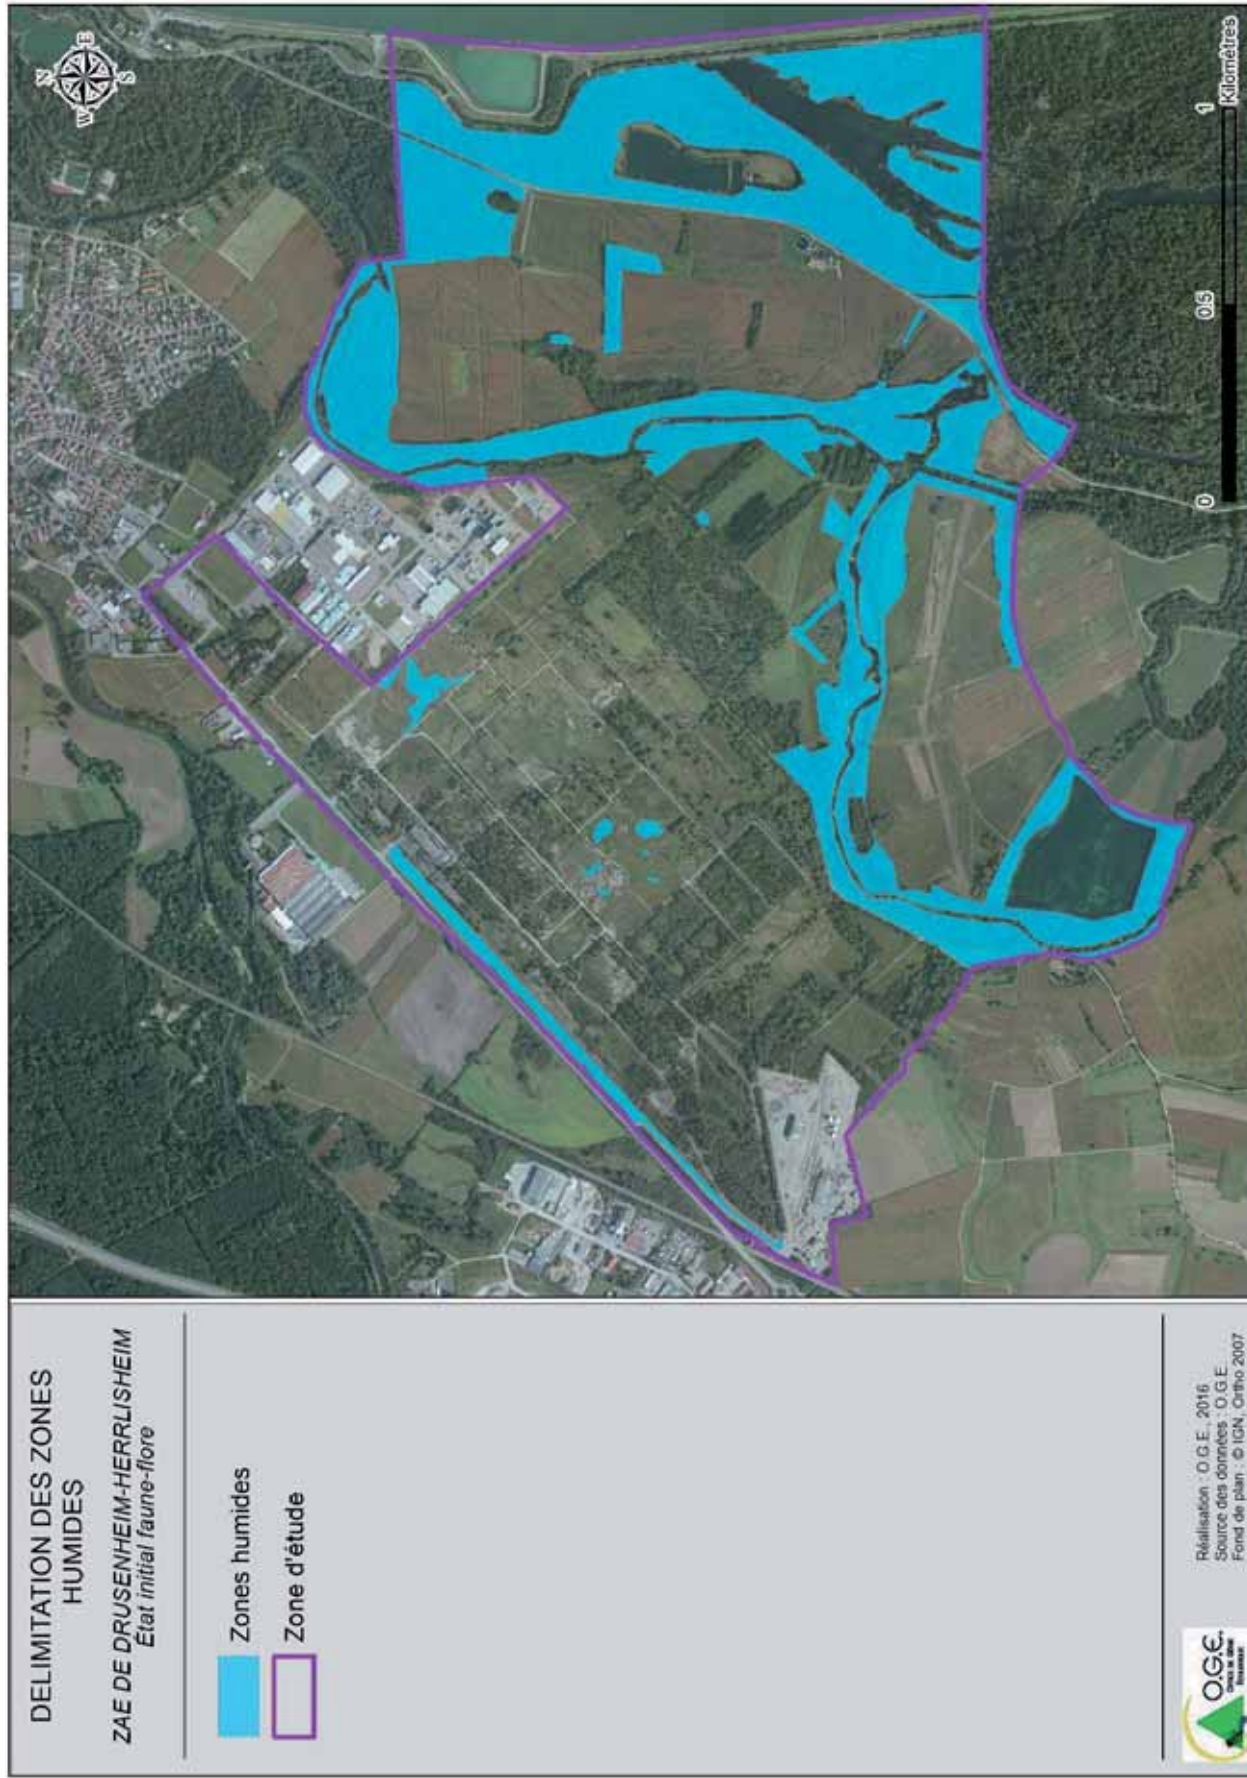 DELIMITATION DES ZONES
HUMIDES
ZAE DE DRUSENHEIM-HERRLISHEIM
État initial faune-flore
Zones humides
Zone d'étude
O.G.E.
Réalisation : O.G.E., 2016
Source des données : O.G.E.
Fond de plan : © IGN, Ortho 2007
N
E
S
W
0
0.5
1
Kilomètres